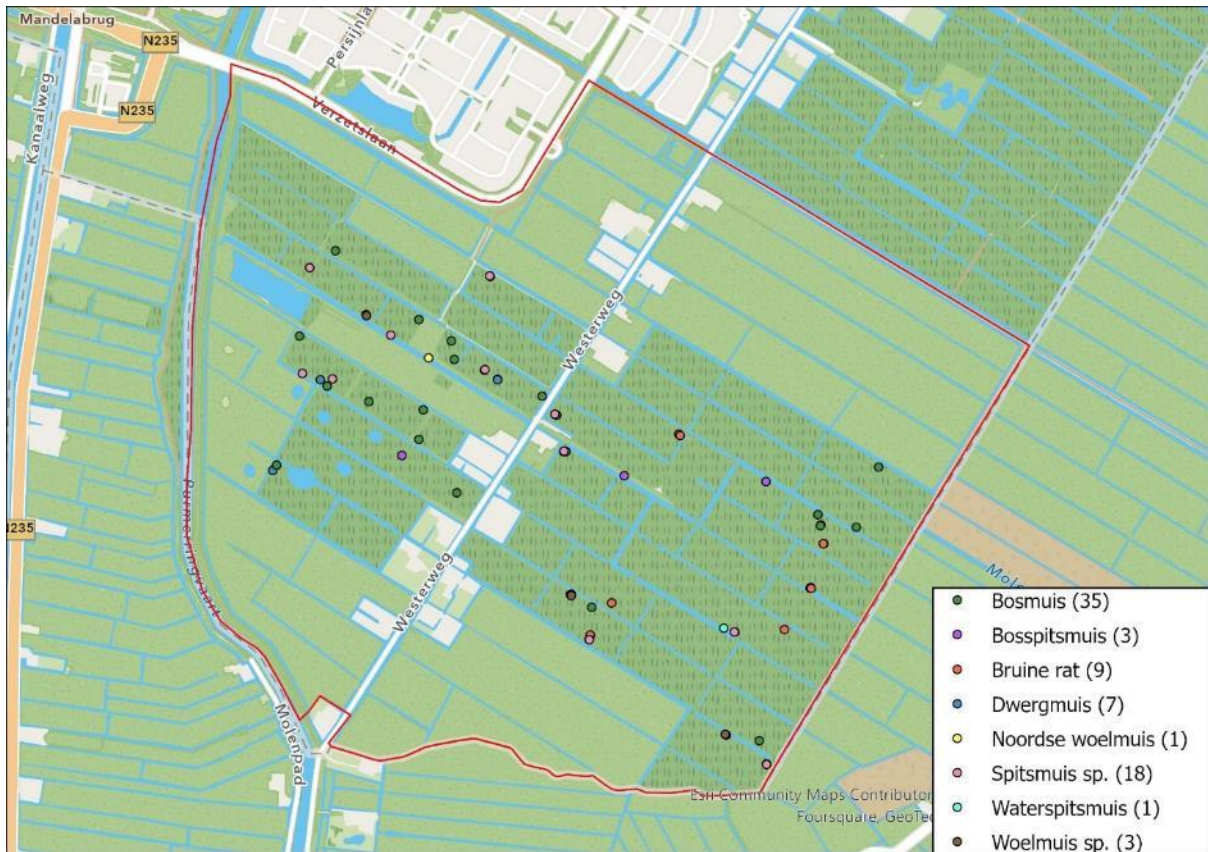 Mandelabrug
N235
N235
Kanaalweg
Persijnla
Verzetslaan
Westerweg
Westerweg
Purmerringvaart
N235
Molenpad
Mole
Esri Community Maps Contributor
Foursquare, GeoTec
Bosmuis (35)
Bosspitsmuis (3)
Bruine rat (9)
Dwergmuis (7)
Noordse woelmuis (1)
Spitsmuis sp. (18)
Waterspitsmuis (1)
Woelmuis sp. (3)